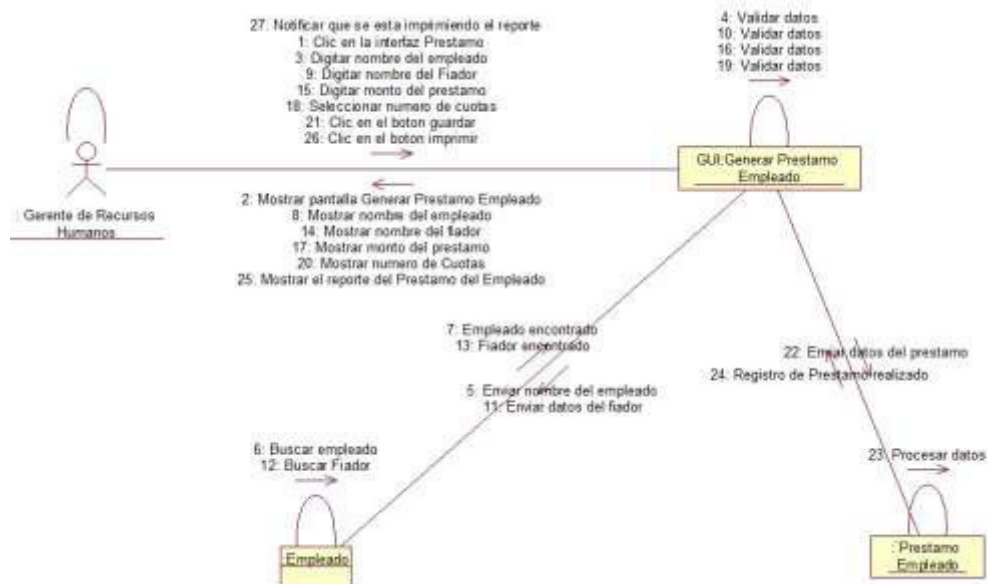 27: Notificar que se esta imprimiendo el reporte
1: Clic en la interfaz Prestamo
3: Digitar nombre del empleado
9: Digitar nombre del Fiador
15: Digitar monto del prestamo
18: Seleccionar numero de cuotas
21: Clic en el boton guardar
26: Clic en el boton imprimir
4: Validar datos
10: Validar datos
16: Validar datos
19: Validar datos
GUI:Generar Prestamo
Empleado
: Gerente de Recursos
Humanos
2: Mostrar pantalla Generar Prestamo Empleado
8: Mostrar nombre del empleado
14: Mostrar nombre del fiador
17: Mostrar monto del prestamo
20: Mostrar numero de Cuotas
25: Mostrar el reporte del Prestamo del Empleado
7: Empleado encontrado
13: Fiador encontrado
22: Enviar datos del prestamo
24: Registro de Prestamo realizado
5: Enviar nombre del empleado
11: Enviar datos del fiador
6: Buscar empleado
12: Buscar Fiador
23: Procesar datos
:Empleado
: Prestamo
Empleado